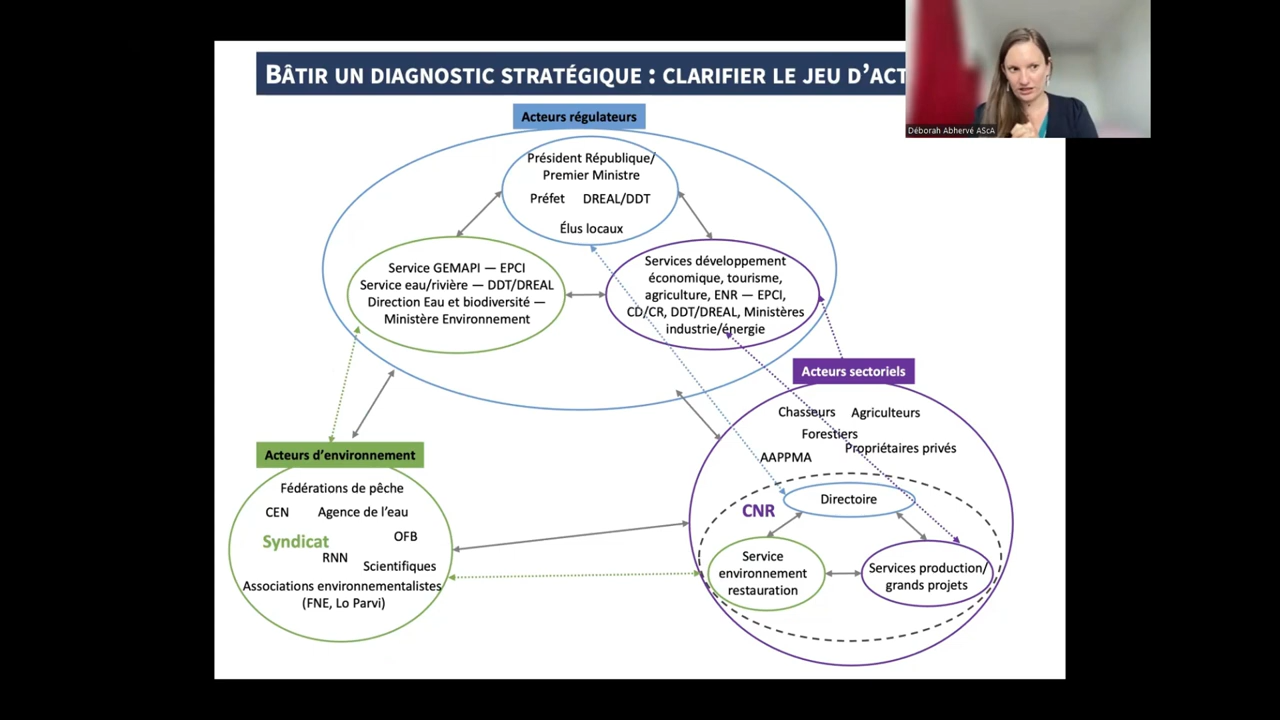 BÂTIR UN DIAGNOSTIC STRATÉGIQUE : CLARIFIER LE JEU D'ACT
Déborah Abhervé AScA
Acteurs régulateurs
Président République/
Premier Ministre
Préfet DREAL/DDT
Élus locaux
Service GEMAPI — EPCI
Service eau/rivière — DDT/DREAL
Direction Eau et biodiversité —
Ministère Environnement
Services développement
économique, tourisme,
agriculture, ENR — EPCI,
CD/CR, DDT/DREAL, Ministères
industrie/énergie
Acteurs sectoriels
Chasseurs Agriculteurs
Forestiers
Propriétaires privés
AAPPMA
CNR
Directoire
Service
environnement
restauration
Services production/
grands projets
Acteurs d'environnement
Fédérations de pêche
CEN Agence de l'eau
Syndicat OFB
RNN
Scientifiques
Associations environnementalistes
(FNE, Lo Parvi)